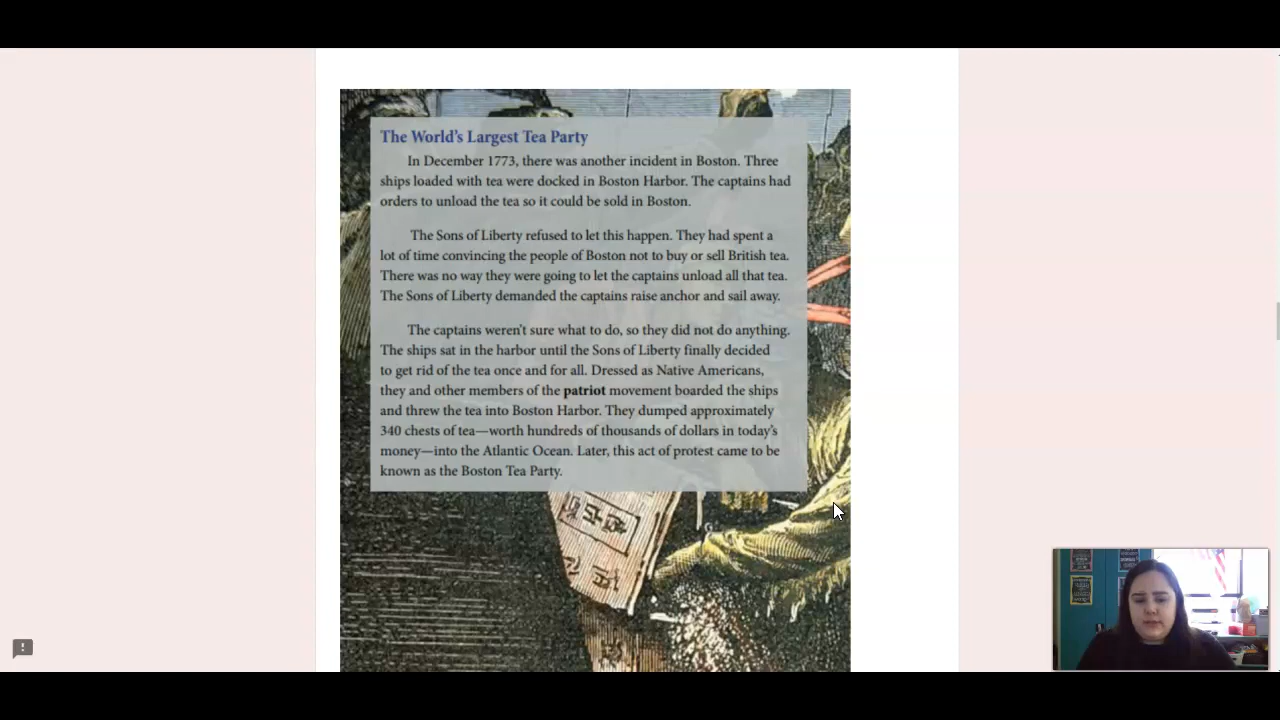 The World's Largest Tea Party
In December 1773, there was another incident in Boston. Three
ships loaded with tea were docked in Boston Harbor. The captains had
orders to unload the tea so it could be sold in Boston.
The Sons of Liberty refused to let this happen. They had spent a
lot of time convincing the people of Boston not to buy or sell British tea.
There was no way they were going to let the captains unload all that tea.
The Sons of Liberty demanded the captains raise anchor and sail away.
The captains weren't sure what to do, so they did not do anything.
The ships sat in the harbor until the Sons of Liberty finally decided
to get rid of the tea once and for all. Dressed as Native Americans,
they and other members of the patriot movement boarded the ships
and threw the tea into Boston Harbor. They dumped approximately
340 chests of tea—worth hundreds of thousands of dollars in today's
money—into the Atlantic Ocean. Later, this act of protest came to be
known as the Boston Tea Party.